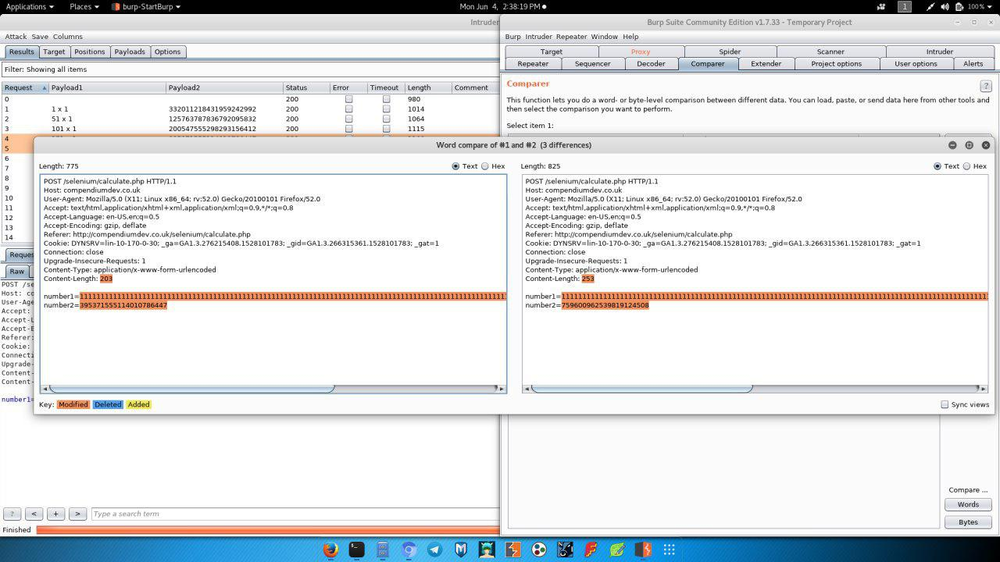 Applications Places burp-StartBurp Mon Jun 4, 2:38:19 PM 1 100%
Intruder
Attack Save Columns
Results Target Positions Payloads Options
Filter: Showing all items
Request Payload1 Payload2 Status Error Timeout Length Comment
0 200 980
1 1 x 1 332011218431959242992 200 1014
2 51 x 1 125763787836792095832 200 1064
3 101 x 1 200547555298293156412 200 1115
4
5
6
7
8
9
10
11
12
13
14
Raw
POST /se
Host: co
User-Age
Accept:
Accept-L
Accept-E
Referer:
Cookie:
Connecti
Upgrade-
Content-
Content-
number1=
? < + > Type a search term
Finished
Burp Suite Community Edition v1.7.33 - Temporary Project
Burp Intruder Repeater Window Help
Target Proxy Spider Scanner Intruder
Repeater Sequencer Decoder Comparer Extender Project options User options Alerts
Comparer ?
This function lets you do a word- or byte-level comparison between different data. You can load, paste, or send data here from other tools and
then select the comparison you want to perform.
Select item 1:
Word compare of #1 and #2 (3 differences)
Length: 775 Text Hex
POST /selenium/calculate.php HTTP/1.1
Host: compendiumdev.co.uk
User-Agent: Mozilla/5.0 (X11; Linux x86_64; rv:52.0) Gecko/20100101 Firefox/52.0
Accept: text/html,application/xhtml+xml,application/xml;q=0.9,*/*;q=0.8
Accept-Language: en-US,en;q=0.5
Accept-Encoding: gzip, deflate
Referer: http://compendiumdev.co.uk/selenium/calculate.php
Cookie: DYNSRV=lin-10-170-0-30; _ga=GA1.3.276215408.1528101783; _gid=GA1.3.266315361.1528101783; _gat=1
Connection: close
Upgrade-Insecure-Requests: 1
Content-Type: application/x-www-form-urlencoded
Content-Length: 203
number1=
number2=395371555114010786447
Length: 825 Text Hex
POST /selenium/calculate.php HTTP/1.1
Host: compendiumdev.co.uk
User-Agent: Mozilla/5.0 (X11; Linux x86_64; rv:52.0) Gecko/20100101 Firefox/52.0
Accept: text/html,application/xhtml+xml,application/xml;q=0.9,*/*;q=0.8
Accept-Language: en-US,en;q=0.5
Accept-Encoding: gzip, deflate
Referer: http://compendiumdev.co.uk/selenium/calculate.php
Cookie: DYNSRV=lin-10-170-0-30; _ga=GA1.3.276215408.1528101783; _gid=GA1.3.266315361.1528101783; _gat=1
Connection: close
Upgrade-Insecure-Requests: 1
Content-Type: application/x-www-form-urlencoded
Content-Length: 253
number1=
number2=759600962539819124508
Key: Modified Deleted Added Sync views
Compare ...
Words
Bytes